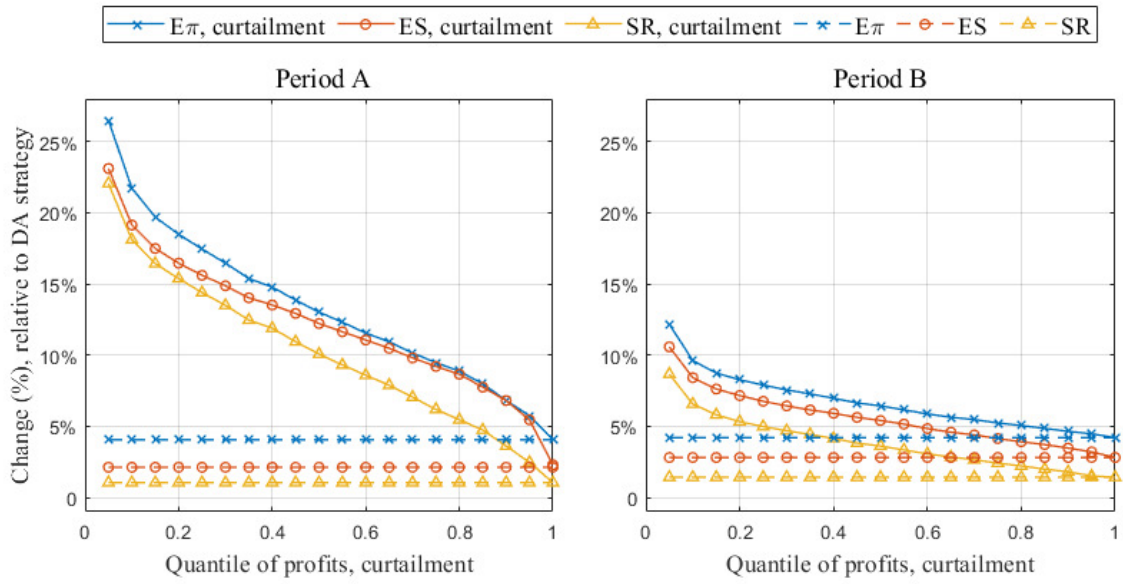 Eπ, curtailment ES, curtailment SR, curtailment Eπ ES SR
Period A
Period B
Change (%), relative to DA strategy
25%
20%
15%
10%
5%
0
0 0.2 0.4 0.6 0.8 1
Quantile of profits, curtailment
25%
20%
15%
10%
5%
0
0 0.2 0.4 0.6 0.8 1
Quantile of profits, curtailment